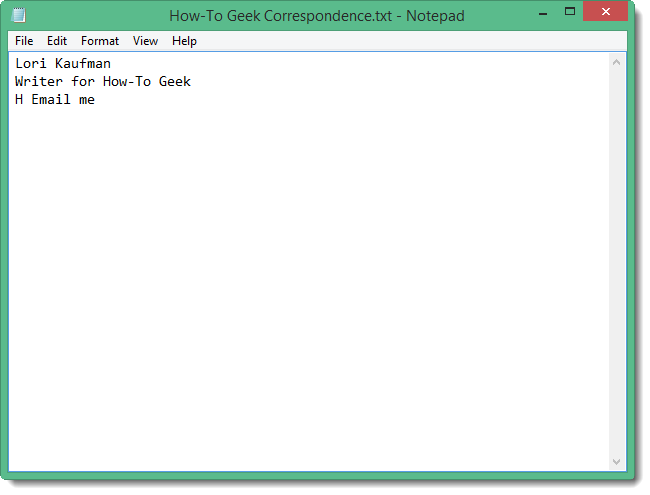 How-To Geek Correspondence.txt - Notepad
File Edit Format View Help
Lori Kaufman
Writer for How-To Geek
H Email me